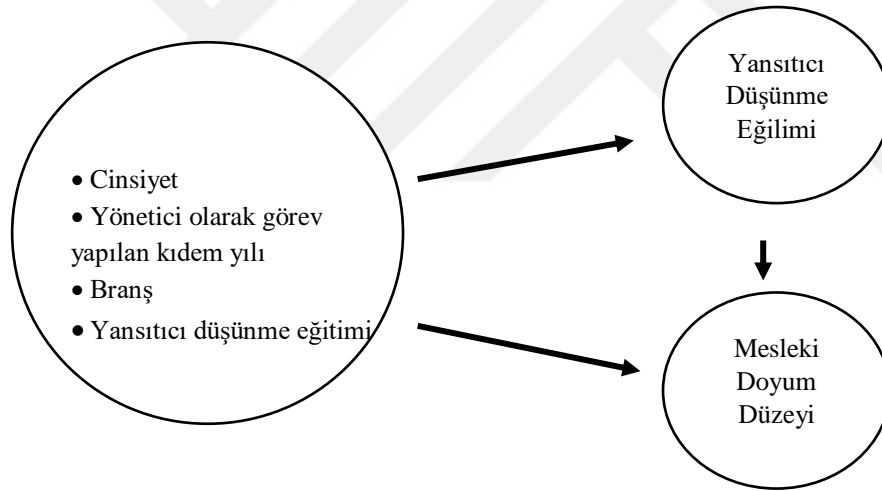 • Cinsiyet
• Yönetici olarak görev
yapılan kıdem yılı
• Branş
• Yansıtıcı düşünme eğitimi
Yansıtıcı
Düşünme
Eğilimi
Mesleki
Doyum
Düzeyi